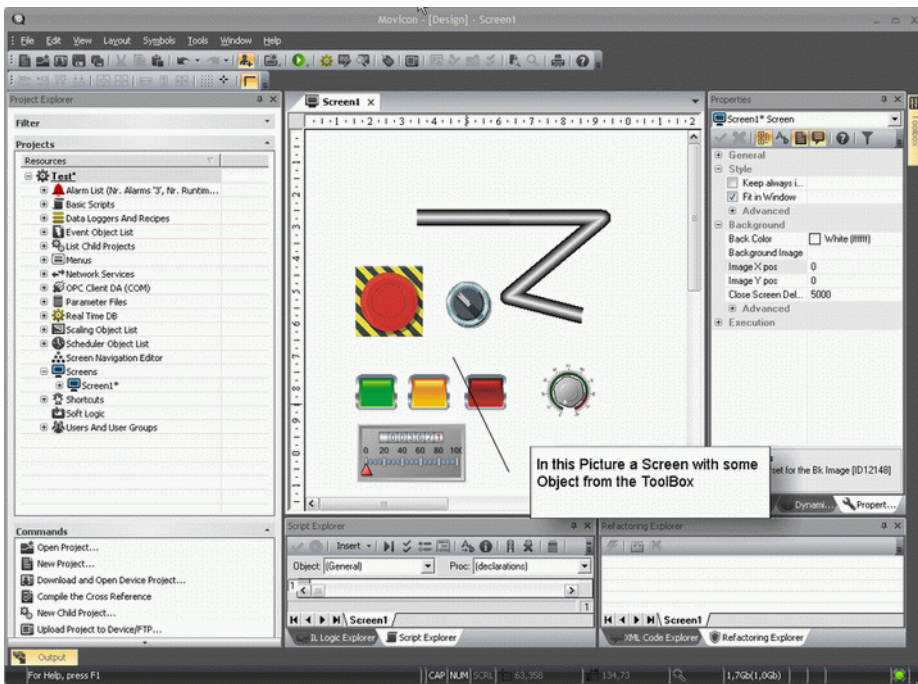 Movicon - [Design] - Screen1
File Edit View Layout Symbols Tools Window Help
Project Explorer
Filter
Projects
Resources
Test*
Alarm List (Nr. Alarms '3', Nr. Runtim...
Basic Scripts
Data Loggers And Recipes
Event Object List
List Child Projects
Menus
Network Services
OPC Client DA (COM)
Parameter Files
Real Time DB
Scaling Object List
Scheduler Object List
Screen Navigation Editor
Screens
Screen1*
Shortcuts
Soft Logic
Users And User Groups
Commands
Open Project...
New Project...
Download and Open Device Project...
Compile the Cross Reference
New Child Project...
Upload Project to Device/FTP...
Output
Screen1
0 20 40 60 80 100
In this Picture a Screen with some
Object from the ToolBox
Properties
Screen1* Screen
General
Style
Keep always i...
Fit in Window
Advanced
Background
Back Color White (ffffff)
Background Image
Image X pos 0
Image Y pos 0
Close Screen Del... 5000
Advanced
Execution
set for the Bk Image [ID12148]
Dynami... Propert...
Toolbox
Script Explorer
Insert
Object: (General) Proc: (declarations)
1
1
Screen1
IL Logic Explorer Script Explorer
Refactoring Explorer
Screen1
XML Code Explorer Refactoring Explorer
For Help, press F1
CAP NUM SCRL 63,358 134,73 1,7Gb(1,0Gb)